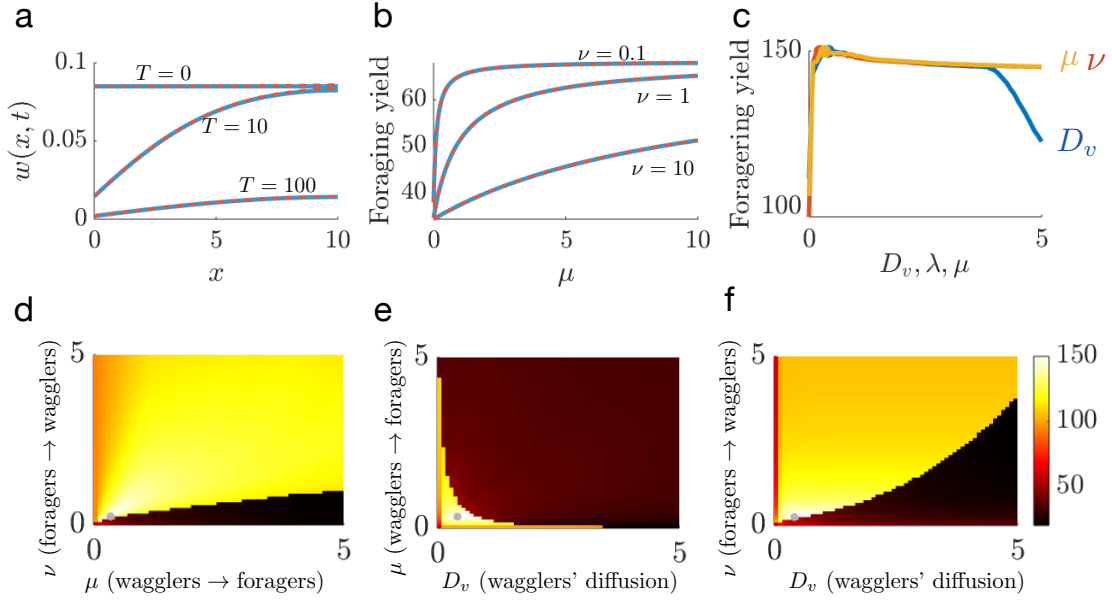 a
w(x, t)
0.1
0.05
0
T = 0
T = 10
T = 100
0
5
10
x
b
Foraging yield
60
50
40
ν = 0.1
ν = 1
ν = 10
0
5
10
μ
c
Foragering yield
150
100
μ ν
D_v
0
5
D_v, λ, μ
d
ν (foragers → wagglers)
5
0
0
5
μ (wagglers → foragers)
e
μ (wagglers → foragers)
5
0
0
5
D_v (wagglers' diffusion)
f
ν (foragers → wagglers)
5
0
0
5
D_v (wagglers' diffusion)
150
100
50